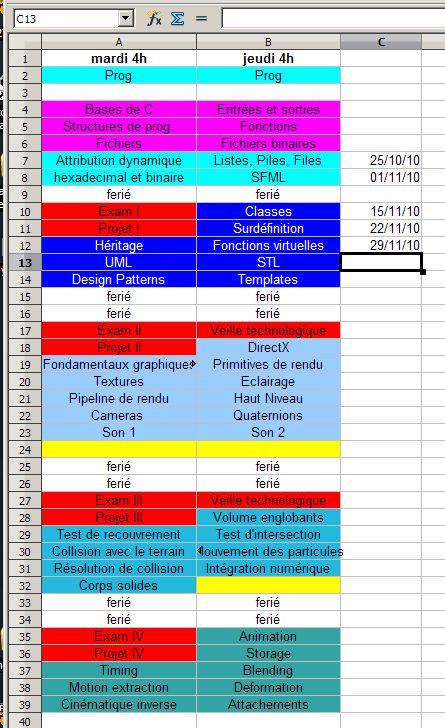 C13
A B C
1 mardi 4h jeudi 4h
2 Prog Prog
3
4 Bases de C Entrées et sorties
5 Structures de prog. Fonctions
6 Fichiers Fichiers binaires
7 Attribution dynamique Listes, Piles, Files 25/10/10
8 hexadecimal et binaire SFML 01/11/10
9 ferié ferié
10 Exam I Classes 15/11/10
11 Projet I Surdéfinition 22/11/10
12 Héritage Fonctions virtuelles 29/11/10
13 UML STL
14 Design Patterns Templates
15 ferié ferié
16 ferié ferié
17 Exam II Veille technologique
18 Projet II DirectX
19 Fondamentaux graphiques Primitives de rendu
20 Textures Eclairage
21 Pipeline de rendu Haut Niveau
22 Cameras Quaternions
23 Son 1 Son 2
24
25 ferié ferié
26 ferié ferié
27 Exam III Veille technologique
28 Projet III Volume englobants
29 Test de recouvrement Test d'intersection
30 Collision avec le terrain ouvement des particules
31 Résolution de collision Intégration numérique
32 Corps solides
33 ferié ferié
34 ferié ferié
35 Exam IV Animation
36 Projet IV Storage
37 Timing Blending
38 Motion extraction Deformation
39 Cinématique inverse Attachements
40